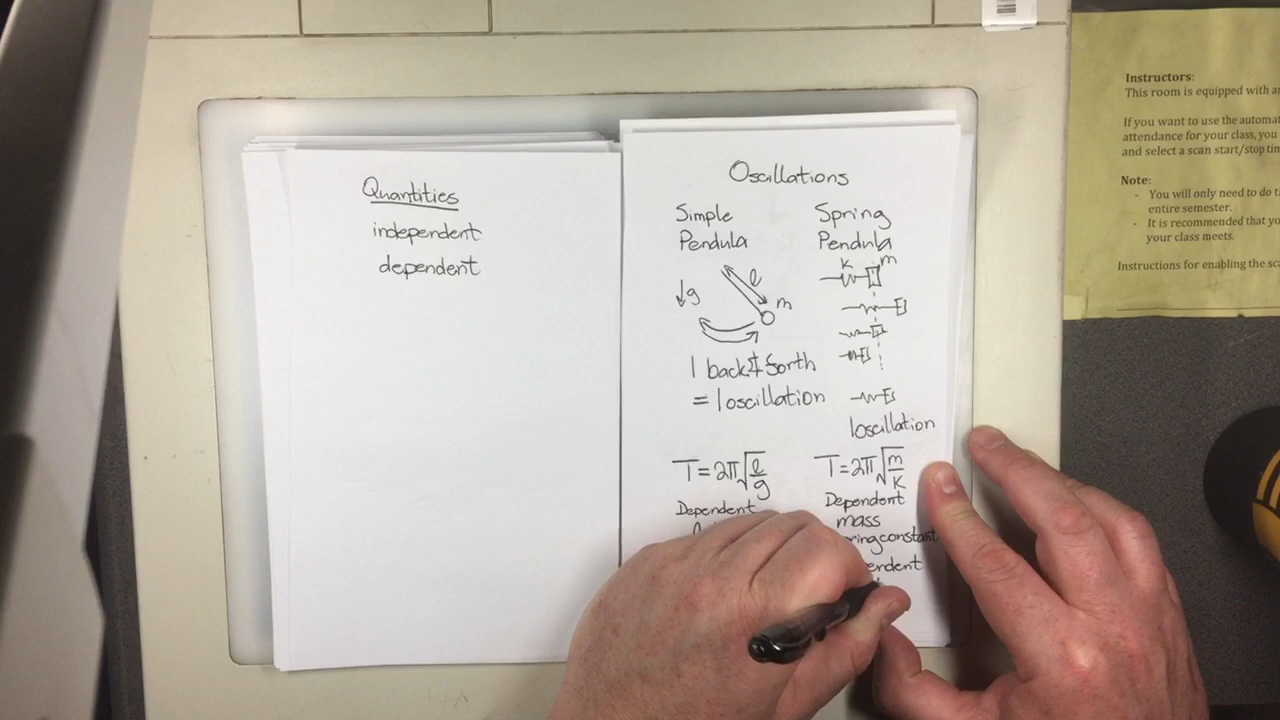 Quantities
independent
dependent
Oscillations
Simple
Pendula
Spring
Pendula
k
m
↓g
l
m
1 back & forth
= 1 oscillation
1 oscillation
T=2π√l/g
T=2π√m/k
Dependent
Dependent
mass
ringconstant
endent
Instructors:
This room is equipped with a
If you want to use the automat
attendance for your class, you
and select a scan start/stop tim
Note:
- You will only need to do t
entire semester.
- It is recommended that yo
your class meets.
Instructions for enabling the sc